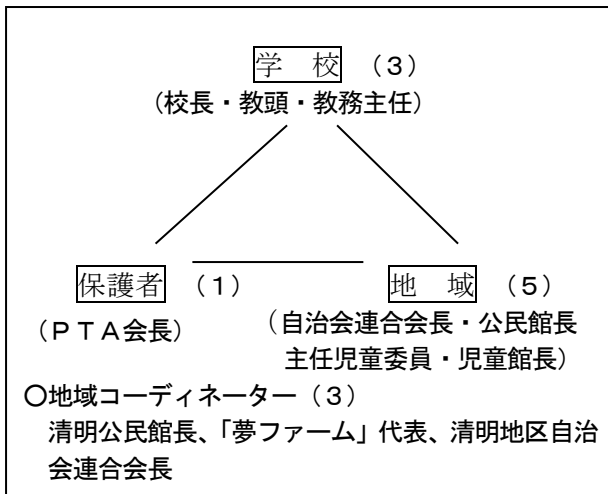 学　校　（３）
（校長・教頭・教務主任）
保護者　（１）　地　域　（５）
（ＰＴＡ会長）　（自治会連合会長・公民館長
主任児童委員・児童館長）
〇地域コーディネーター（３）
清明公民館長、「夢ファーム」代表、清明地区自治
会連合会長